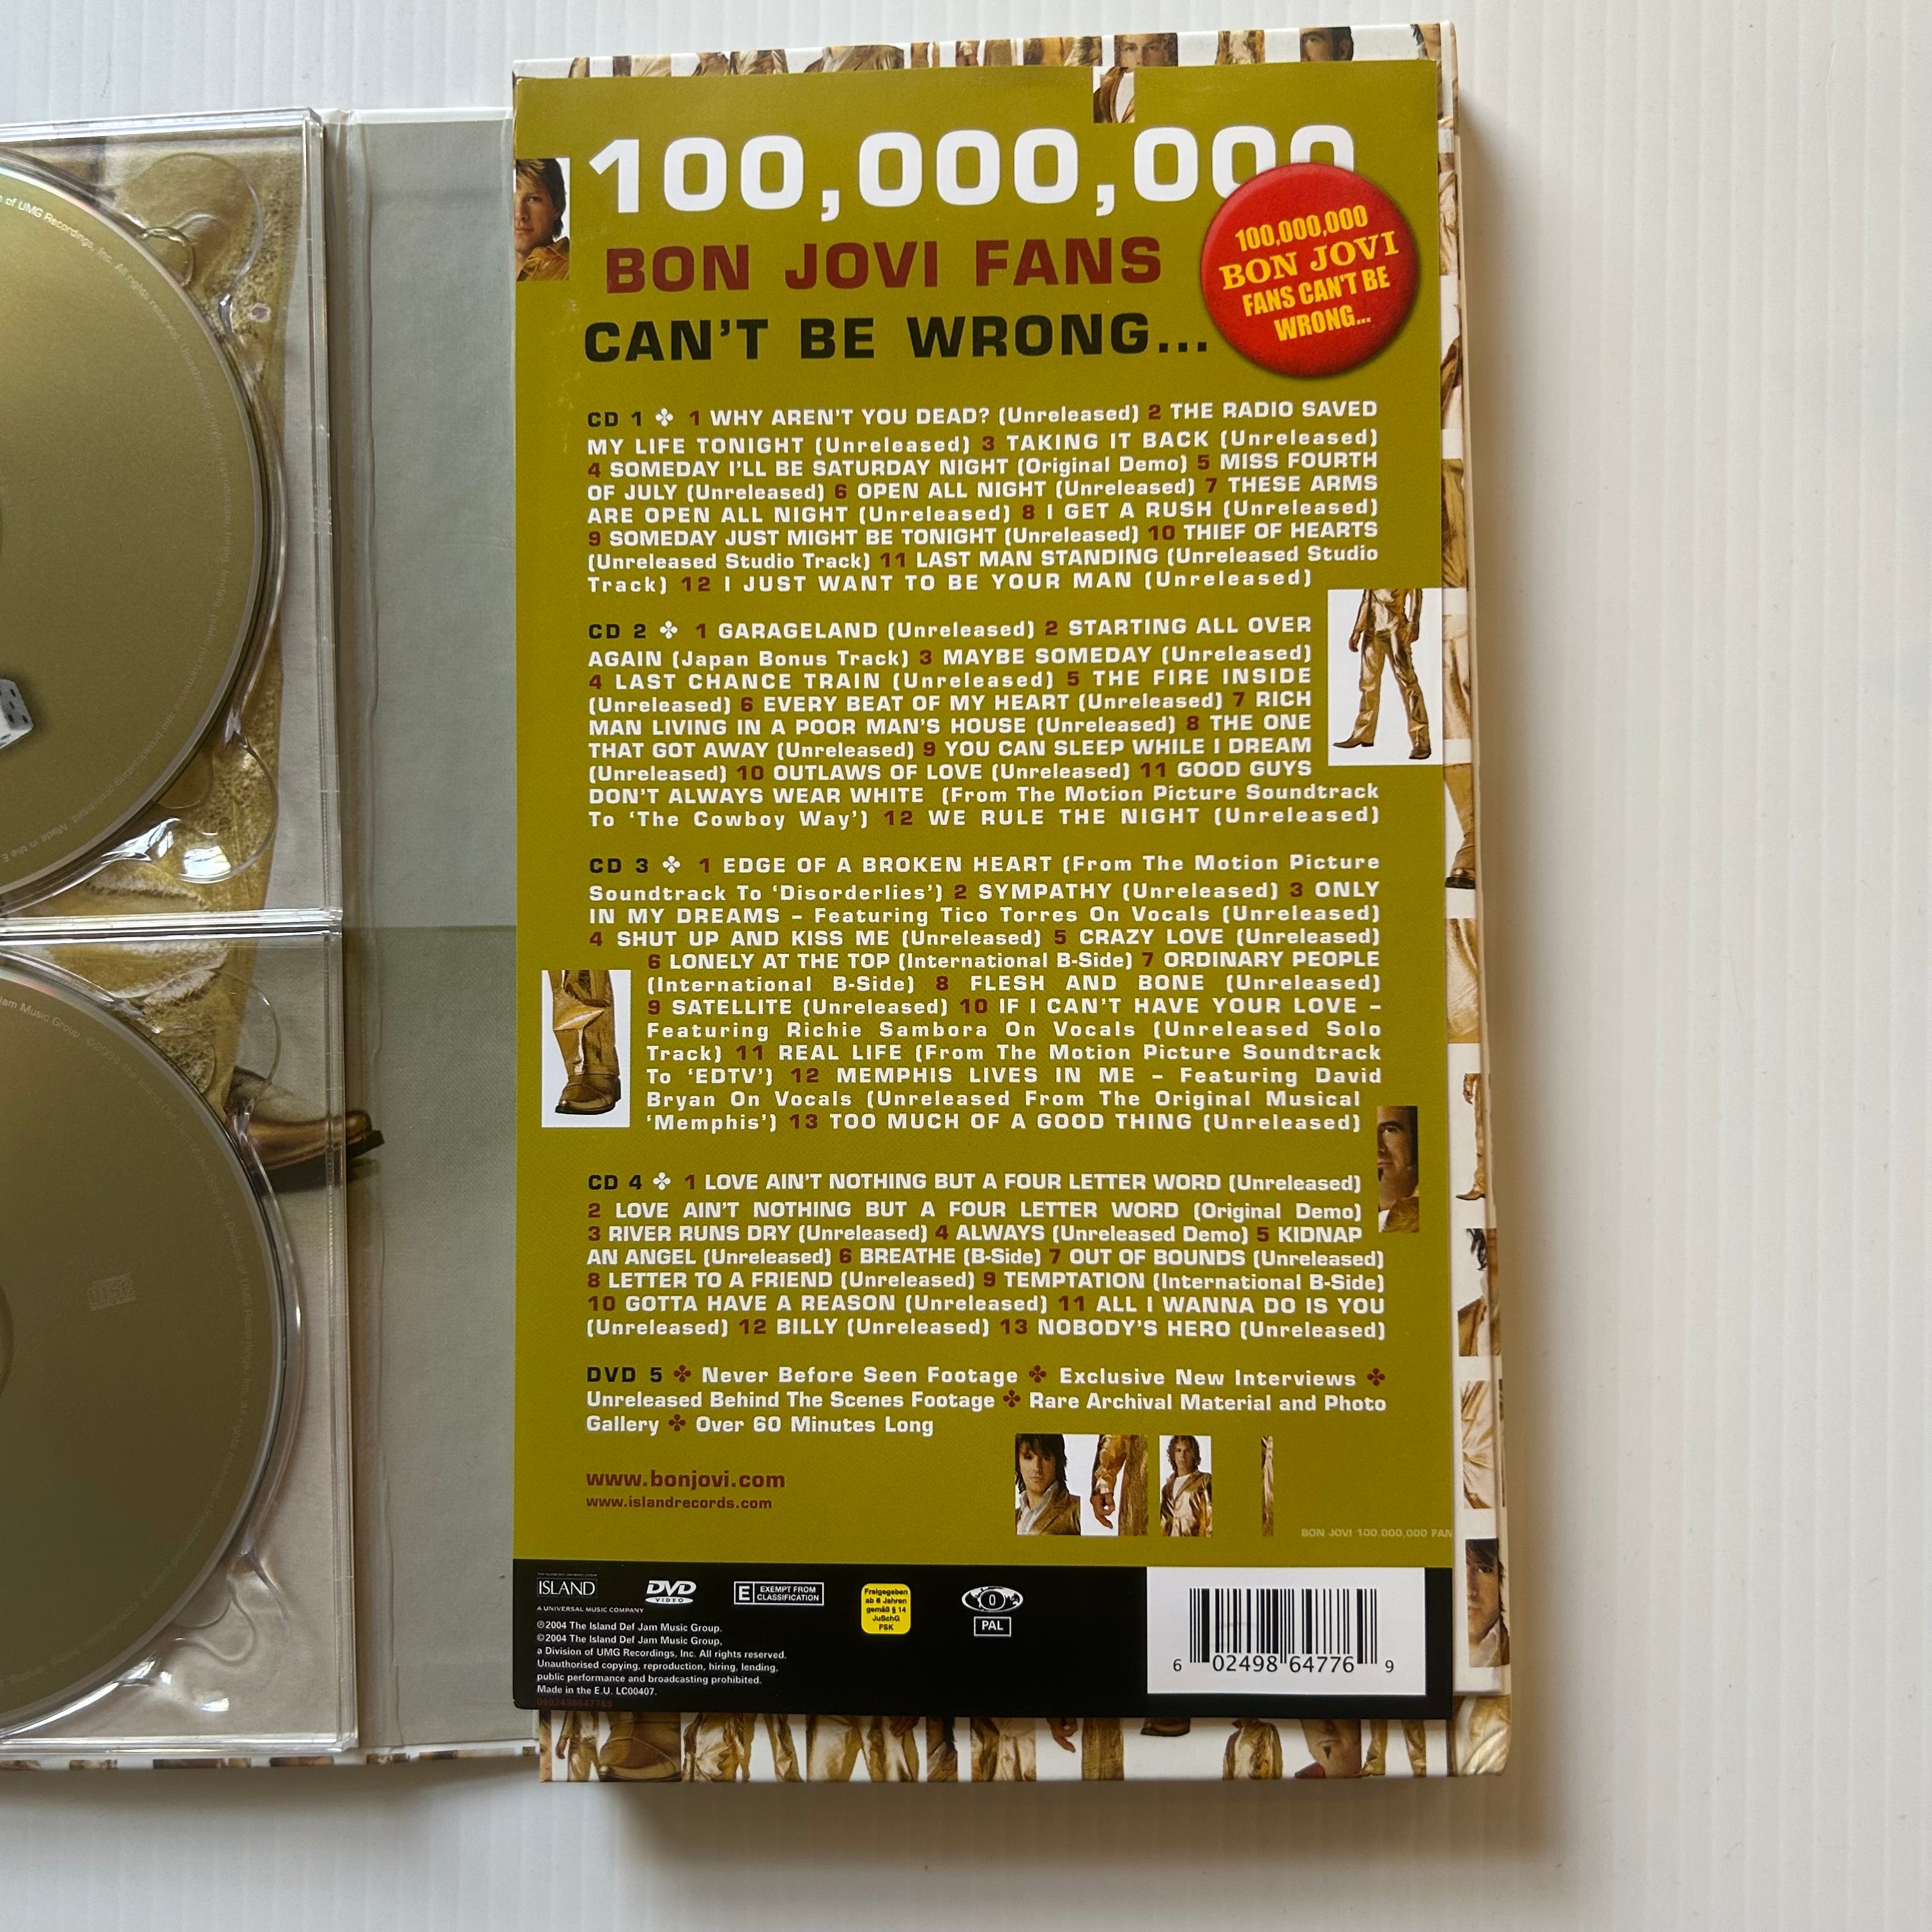 100,000,000
BON JOVI FANS
CAN'T BE WRONG...
100,000,000
BON JOVI
FANS CAN'T BE
WRONG...
CD 1 ✤ 1 WHY AREN'T YOU DEAD? (Unreleased) 2 THE RADIO SAVED
MY LIFE TONIGHT (Unreleased) 3 TAKING IT BACK (Unreleased)
4 SOMEDAY I'LL BE SATURDAY NIGHT (Original Demo) 5 MISS FOURTH
OF JULY (Unreleased) 6 OPEN ALL NIGHT (Unreleased) 7 THESE ARMS
ARE OPEN ALL NIGHT (Unreleased) 8 I GET A RUSH (Unreleased)
9 SOMEDAY JUST MIGHT BE TONIGHT (Unreleased) 10 THIEF OF HEARTS
(Unreleased Studio Track) 11 LAST MAN STANDING (Unreleased Studio
Track) 12 I JUST WANT TO BE YOUR MAN (Unreleased)
CD 2 ✤ 1 GARAGELAND (Unreleased) 2 STARTING ALL OVER
AGAIN (Japan Bonus Track) 3 MAYBE SOMEDAY (Unreleased)
4 LAST CHANCE TRAIN (Unreleased) 5 THE FIRE INSIDE
(Unreleased) 6 EVERY BEAT OF MY HEART (Unreleased) 7 RICH
MAN LIVING IN A POOR MAN'S HOUSE (Unreleased) 8 THE ONE
THAT GOT AWAY (Unreleased) 9 YOU CAN SLEEP WHILE I DREAM
(Unreleased) 10 OUTLAWS OF LOVE (Unreleased) 11 GOOD GUYS
DON'T ALWAYS WEAR WHITE (From The Motion Picture Soundtrack
To 'The Cowboy Way') 12 WE RULE THE NIGHT (Unreleased)
CD 3 ✤ 1 EDGE OF A BROKEN HEART (From The Motion Picture
Soundtrack To 'Disorderlies') 2 SYMPATHY (Unreleased) 3 ONLY
IN MY DREAMS – Featuring Tico Torres On Vocals (Unreleased)
4 SHUT UP AND KISS ME (Unreleased) 5 CRAZY LOVE (Unreleased)
6 LONELY AT THE TOP (International B-Side) 7 ORDINARY PEOPLE
(International B-Side) 8 FLESH AND BONE (Unreleased)
9 SATELLITE (Unreleased) 10 IF I CAN'T HAVE YOUR LOVE –
Featuring Richie Sambora On Vocals (Unreleased Solo
Track) 11 REAL LIFE (From The Motion Picture Soundtrack
To 'EDTV') 12 MEMPHIS LIVES IN ME – Featuring David
Bryan On Vocals (Unreleased From The Original Musical
'Memphis') 13 TOO MUCH OF A GOOD THING (Unreleased)
CD 4 ✤ 1 LOVE AIN'T NOTHING BUT A FOUR LETTER WORD (Unreleased)
2 LOVE AIN'T NOTHING BUT A FOUR LETTER WORD (Original Demo)
3 RIVER RUNS DRY (Unreleased) 4 ALWAYS (Unreleased Demo) 5 KIDNAP
AN ANGEL (Unreleased) 6 BREATHE (B-Side) 7 OUT OF BOUNDS (Unreleased)
8 LETTER TO A FRIEND (Unreleased) 9 TEMPTATION (International B-Side)
10 GOTTA HAVE A REASON (Unreleased) 11 ALL I WANNA DO IS YOU
(Unreleased) 12 BILLY (Unreleased) 13 NOBODY'S HERO (Unreleased)
DVD 5 ✤ Never Before Seen Footage ✤ Exclusive New Interviews ✤
Unreleased Behind The Scenes Footage ✤ Rare Archival Material and Photo
Gallery ✤ Over 60 Minutes Long
www.bonjovi.com
www.islandrecords.com
BON JOVI 100,000,000 FAN
ISLAND
A UNIVERSAL MUSIC COMPANY
DVD
VIDEO
E EXEMPT FROM
CLASSIFICATION
Freigegeben
ab 6 Jahren
gemäß § 14
JuSchG
FSK
0
PAL
℗2004 The Island Def Jam Music Group.
©2004 The Island Def Jam Music Group,
a Division of UMG Recordings, Inc. All rights reserved.
Unauthorised copying, reproduction, hiring, lending,
public performance and broadcasting prohibited.
Made in the E.U. LC00407.
0602498647769
6 02498 64776 9
of UMG Recordings, Inc. All rights reserved.
Jam Music Group